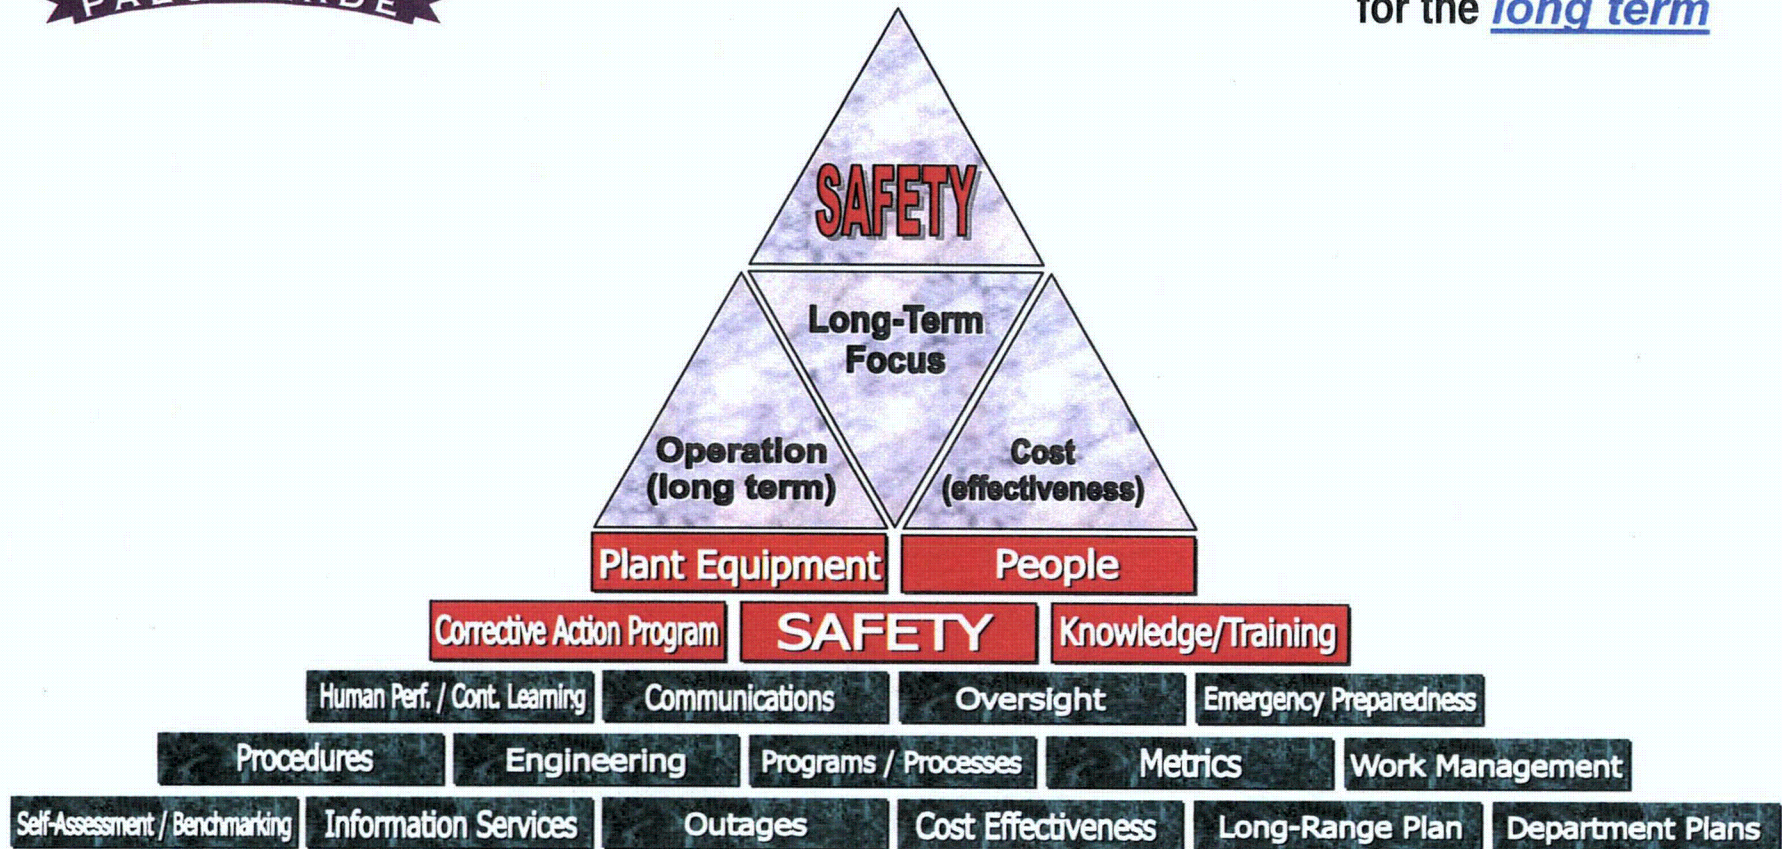 PALO VERDE
for the long term
SAFETY
Long-Term
Focus
Operation
(long term)
Cost
(effectiveness)
Plant Equipment
People
Corrective Action Program
SAFETY
Knowledge/Training
Human Perf. / Cont. Learning
Communications
Oversight
Emergency Preparedness
Procedures
Engineering
Programs / Processes
Metrics
Work Management
Self-Assessment / Benchmarking
Information Services
Outages
Cost Effectiveness
Long-Range Plan
Department Plans